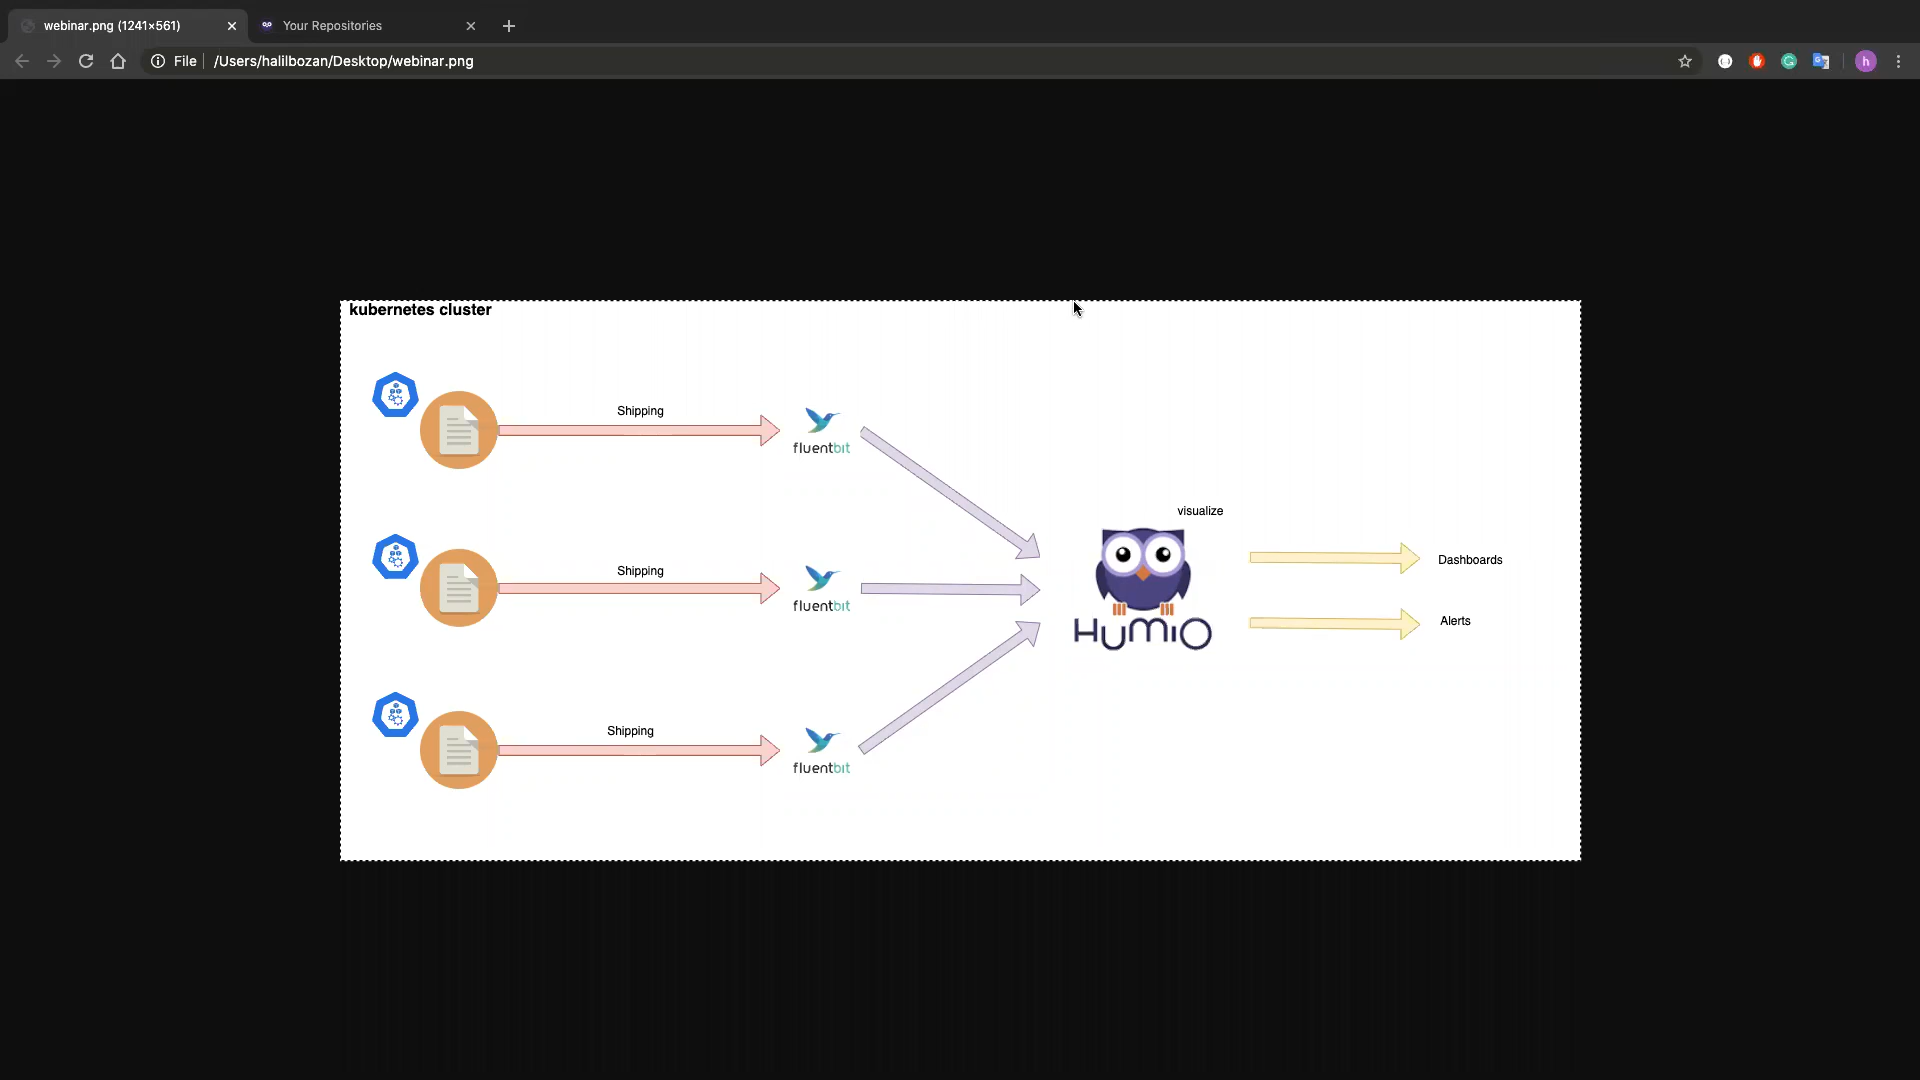 webinar.png (1241×561)
Your Repositories
File
/Users/halilbozan/Desktop/webinar.png
h
kubernetes cluster
Shipping
fluentbit
visualize
Shipping
fluentbit
HUMIO
Dashboards
Alerts
Shipping
fluentbit